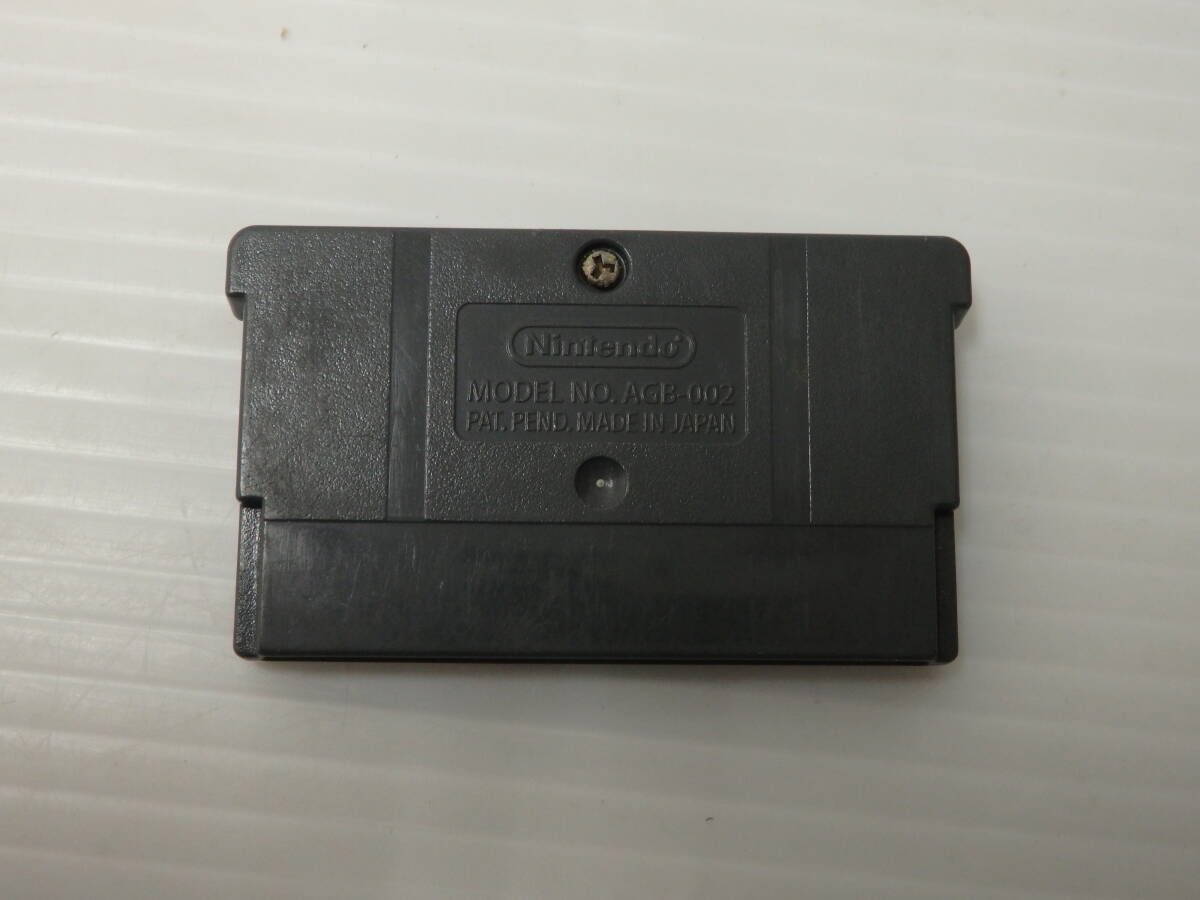 Nintendo
MODEL NO. AGB-002
PAT. PEND. MADE IN JAPAN